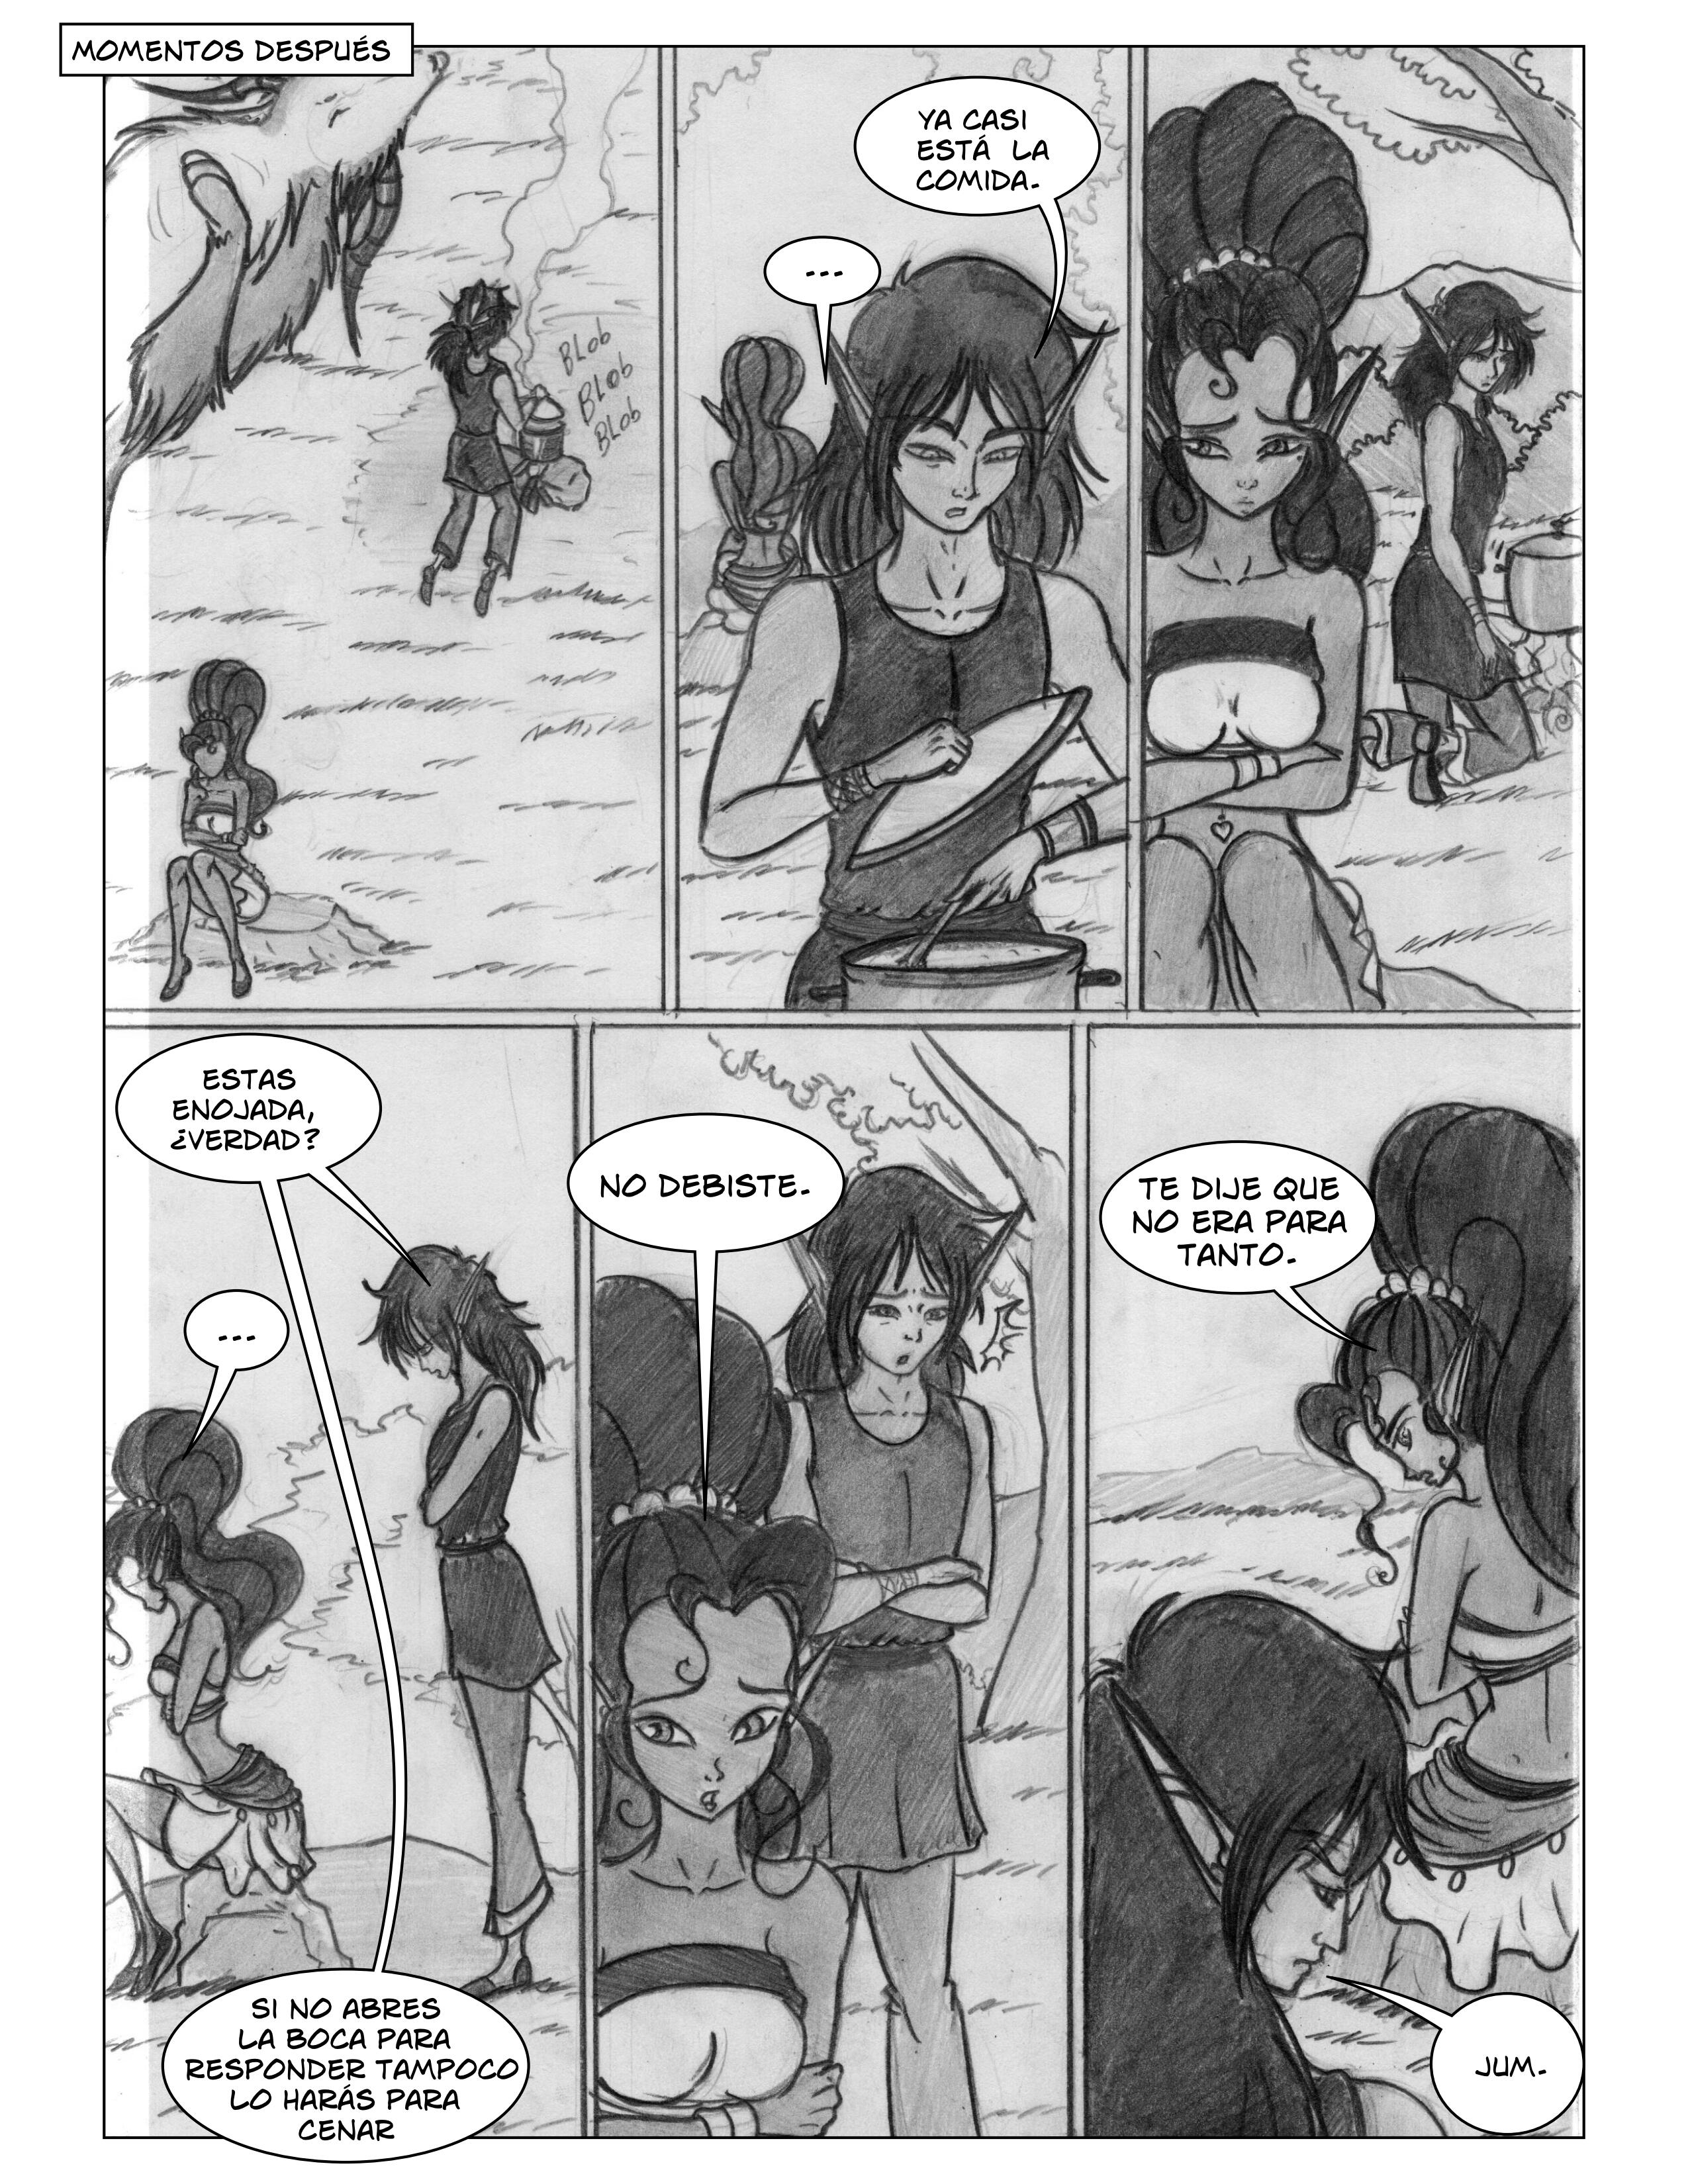 MOMENTOS DESPUÉS
BLOB
BLOB
BLOB
YA CASI
ESTÁ LA
COMIDA.
...
ESTAS
ENOJADA,
¿VERDAD?
...
SI NO ABRES
LA BOCA PARA
RESPONDER TAMPOCO
LO HARÁS PARA
CENAR
NO DEBISTE.
TE DIJE QUE
NO ERA PARA
TANTO.
JUM.